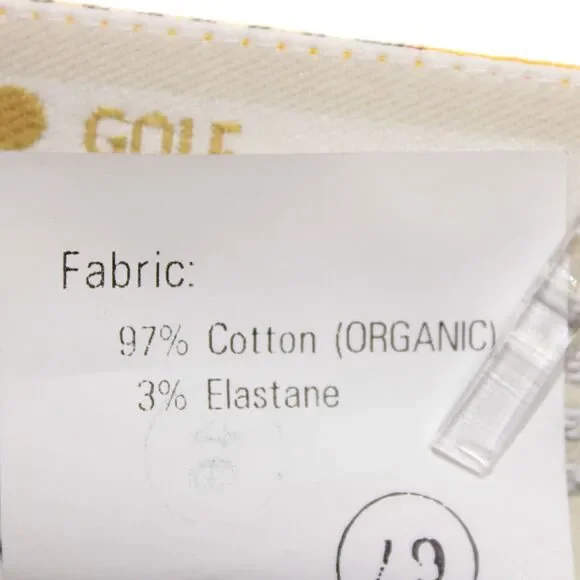 GOLF
Fabric:
97% Cotton (ORGANIC)
3% Elastane